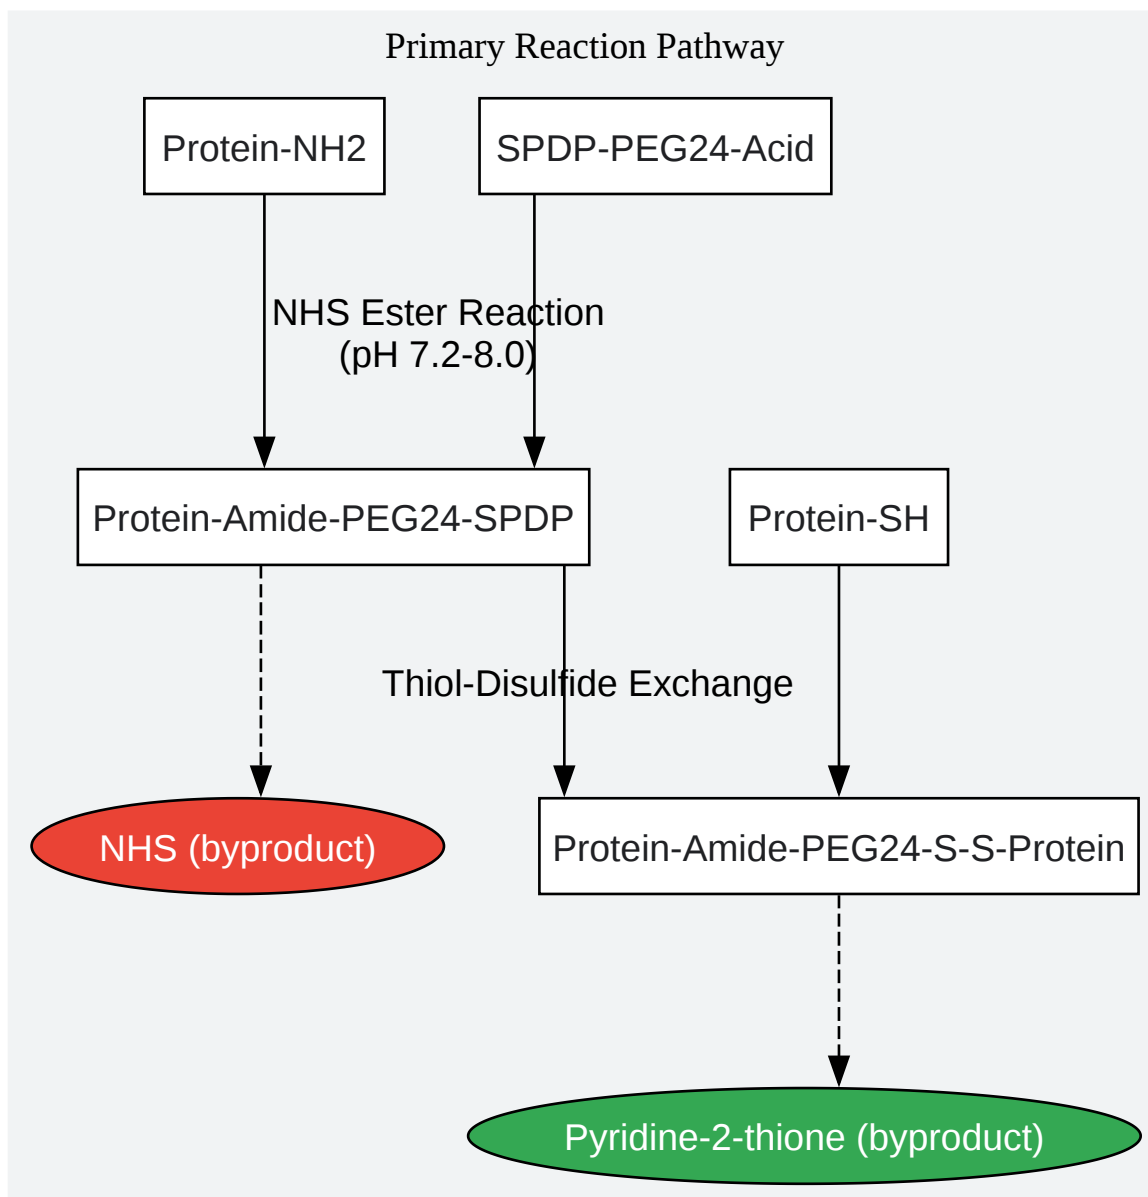 Primary Reaction Pathway
Protein-NH2
SPDP-PEG24-Acid
NHS Ester Reaction
(pH 7.2-8.0)
Protein-Amide-PEG24-SPDP
Protein-SH
Thiol-Disulfide Exchange
NHS (byproduct)
Protein-Amide-PEG24-S-S-Protein
Pyridine-2-thione (byproduct)